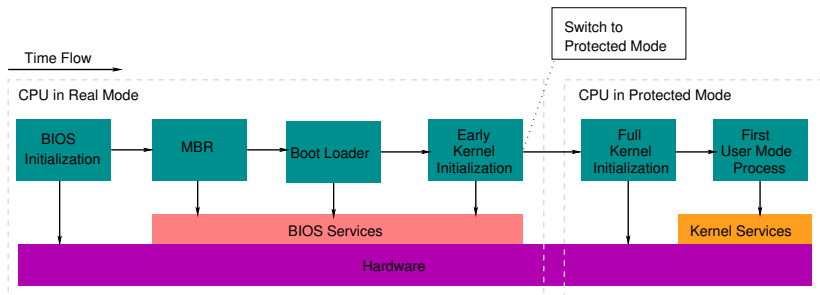 Switch to
Protected Mode
Time Flow
CPU in Real Mode
CPU in Protected Mode
BIOS
Initialization
MBR
Boot Loader
Early
Kernel
Initialization
Full
Kernel
Initialization
First
User Mode
Process
BIOS Services
Kernel Services
Hardware